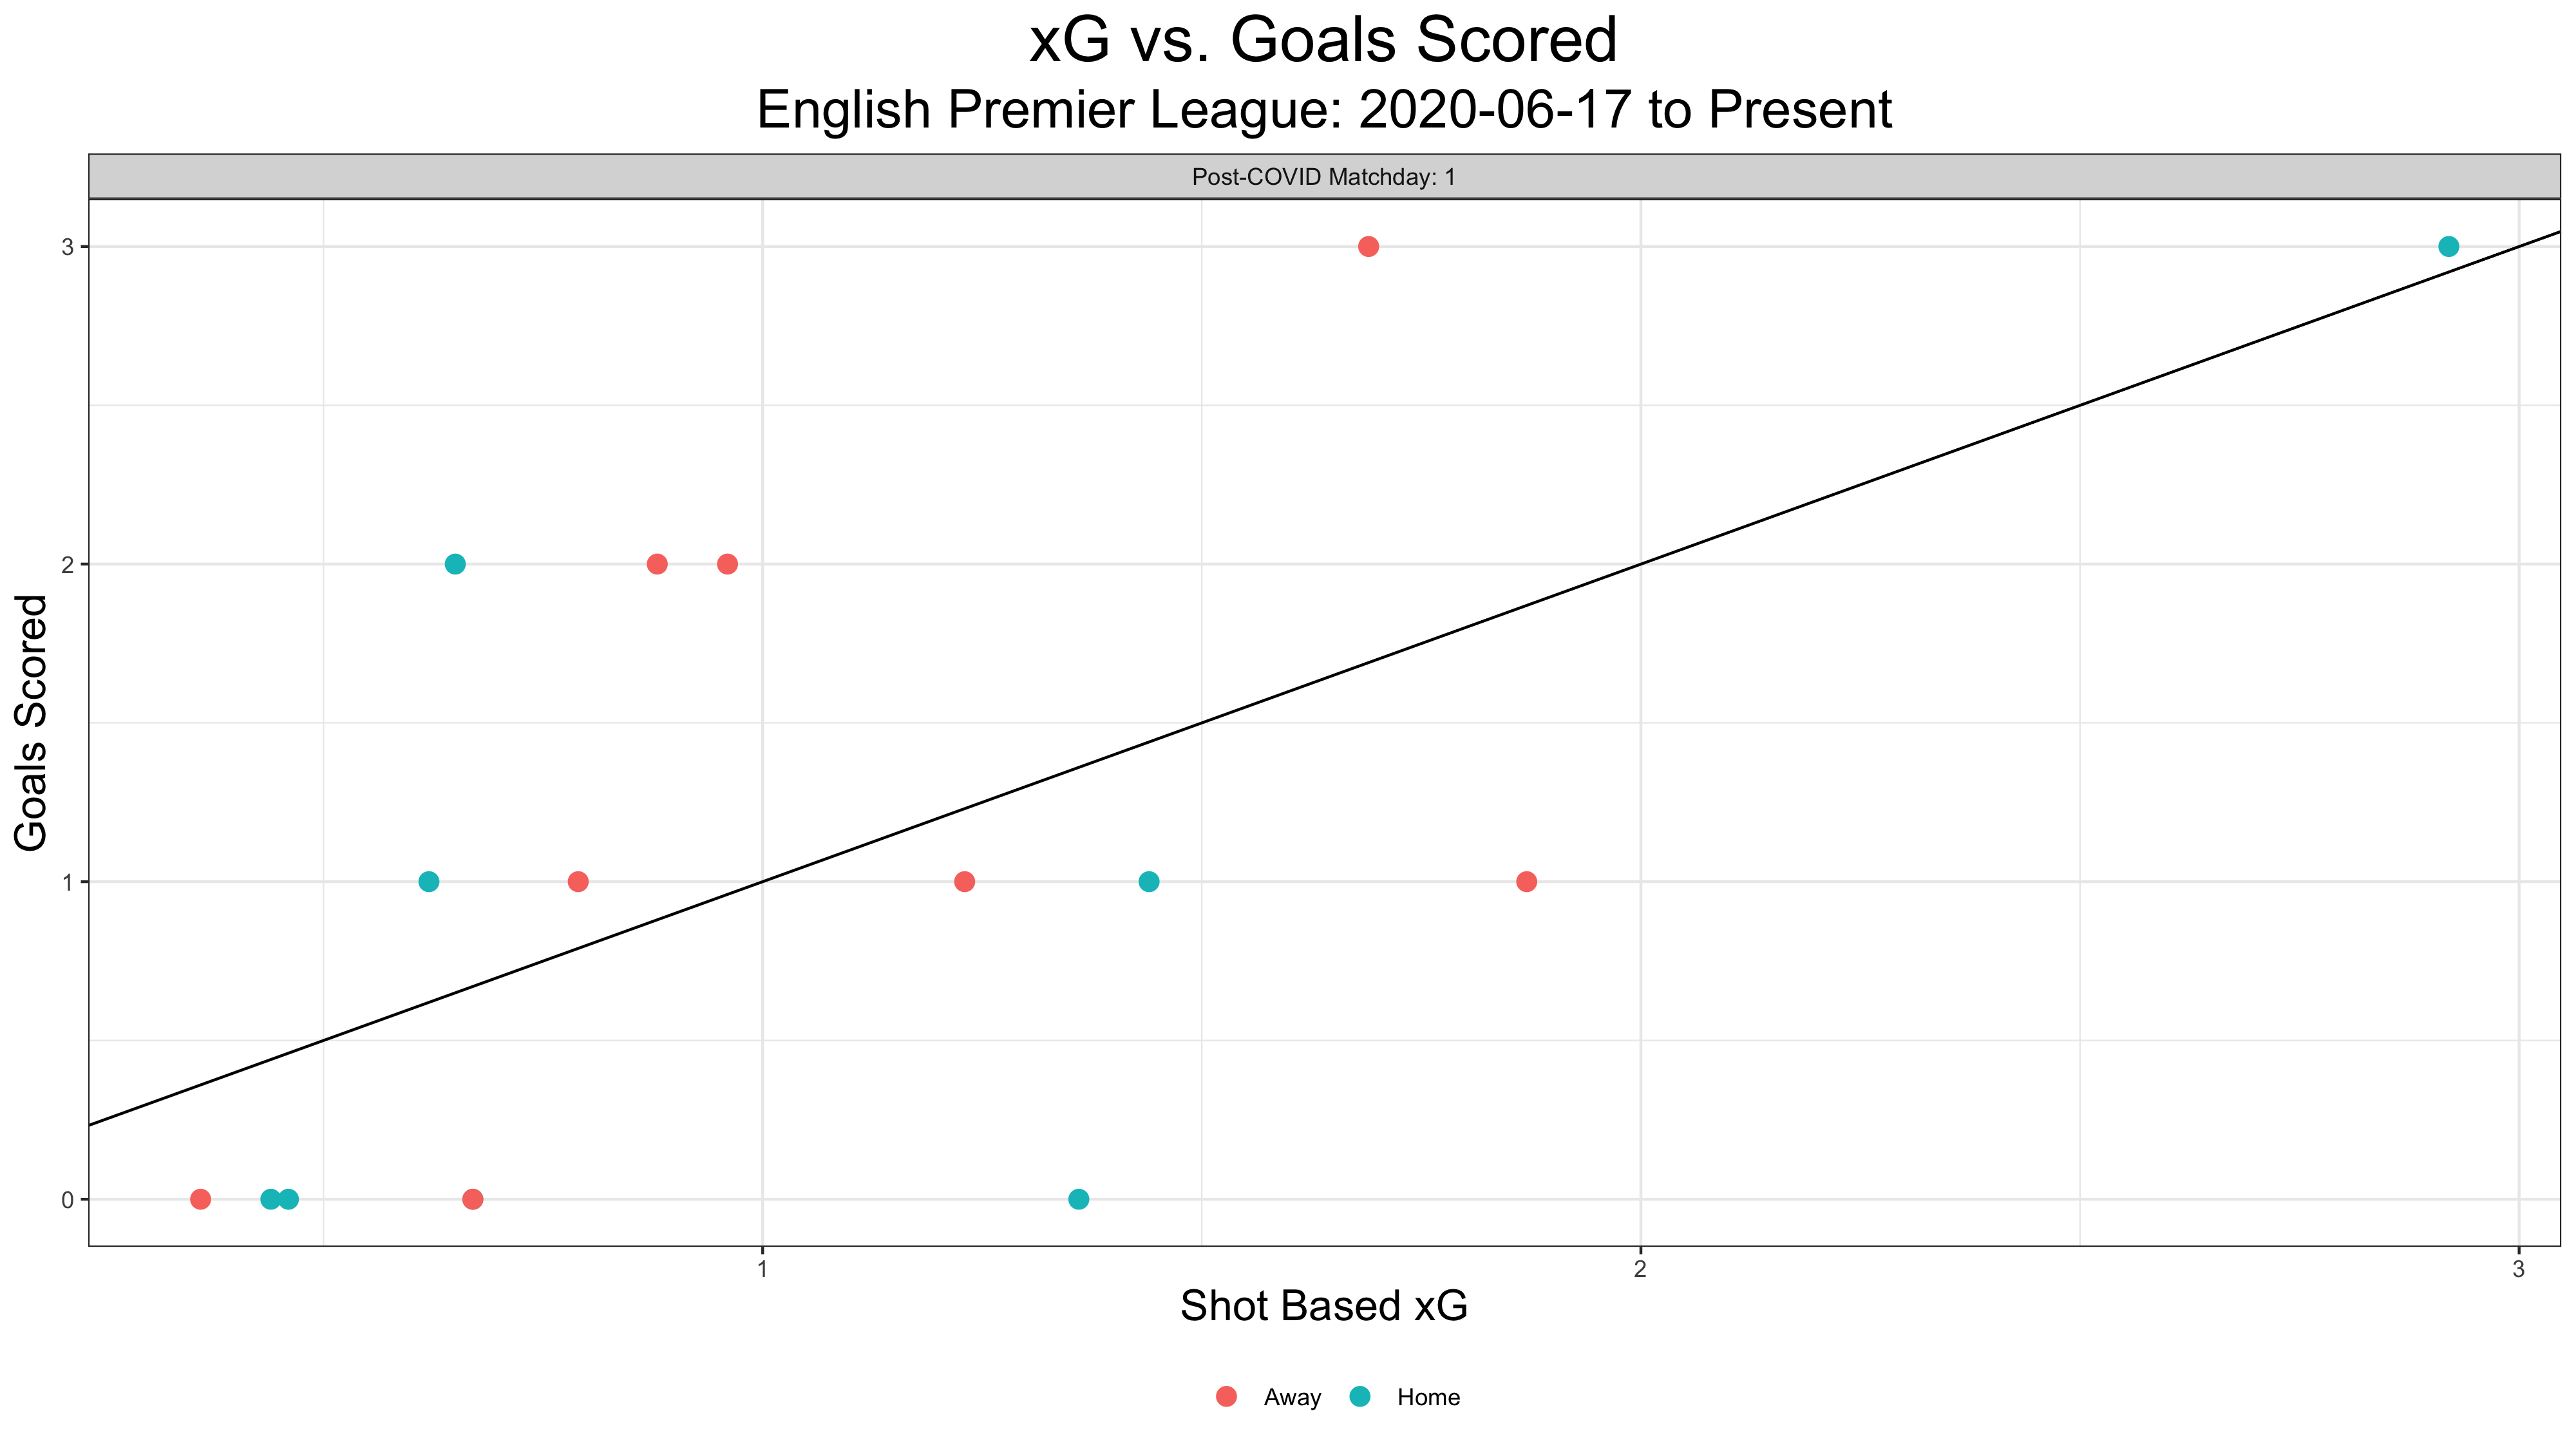 xG vs. Goals Scored
English Premier League: 2020-06-17 to Present
Post-COVID Matchday: 1
Goals Scored
3
2
1
0
1
2
3
Shot Based xG
Away
Home